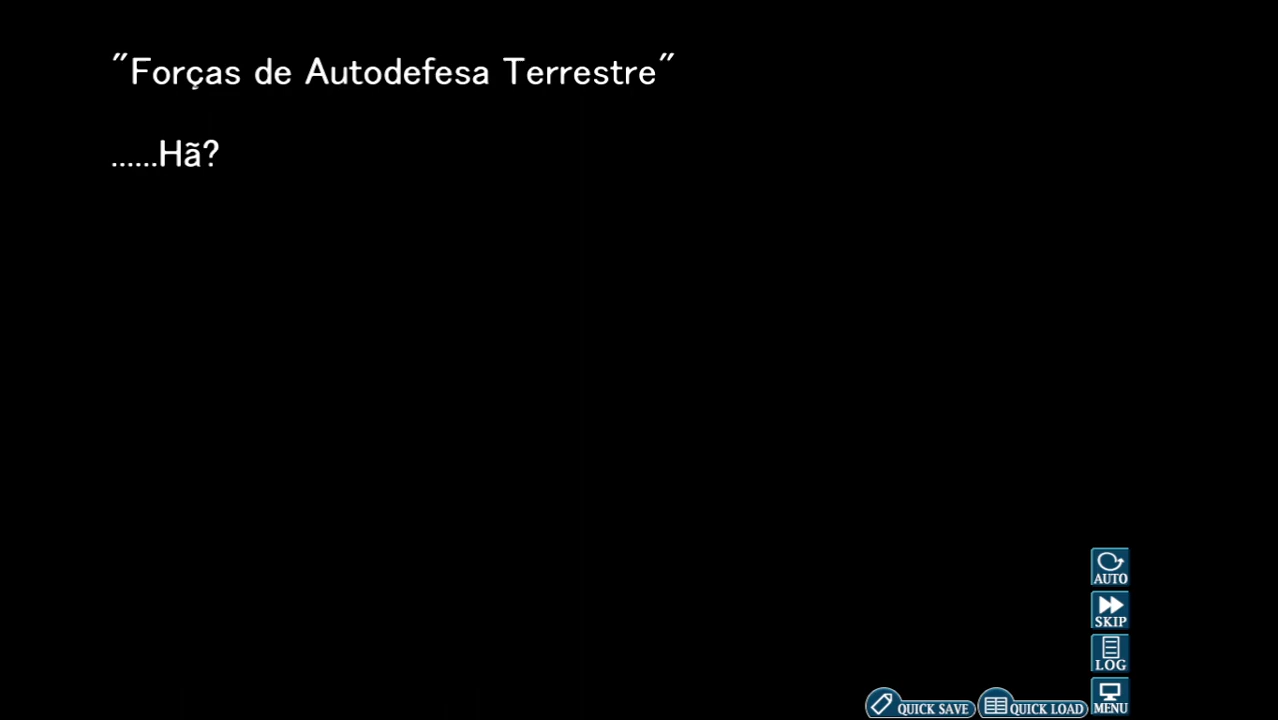 "Forças de Autodefesa Terrestre"
......Hã?
AUTO
SKIP
LOG
MENU
QUICK SAVE
QUICK LOAD